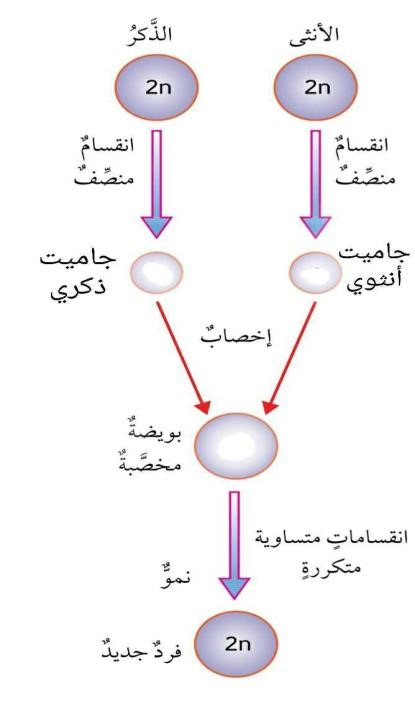 الذَّكرُ
الأنثى
2n
2n
انقسامٌ
منصِّفٌ
انقسامٌ
منصِّفٌ
جاميت
ذكري
جاميت
أنثوي
إخصابٌ
بويضةٌ
مخصَّبةٌ
انقساماتٍ متساوية
متكررةٍ
نموٌّ
2n
فردٌ جديدٌ